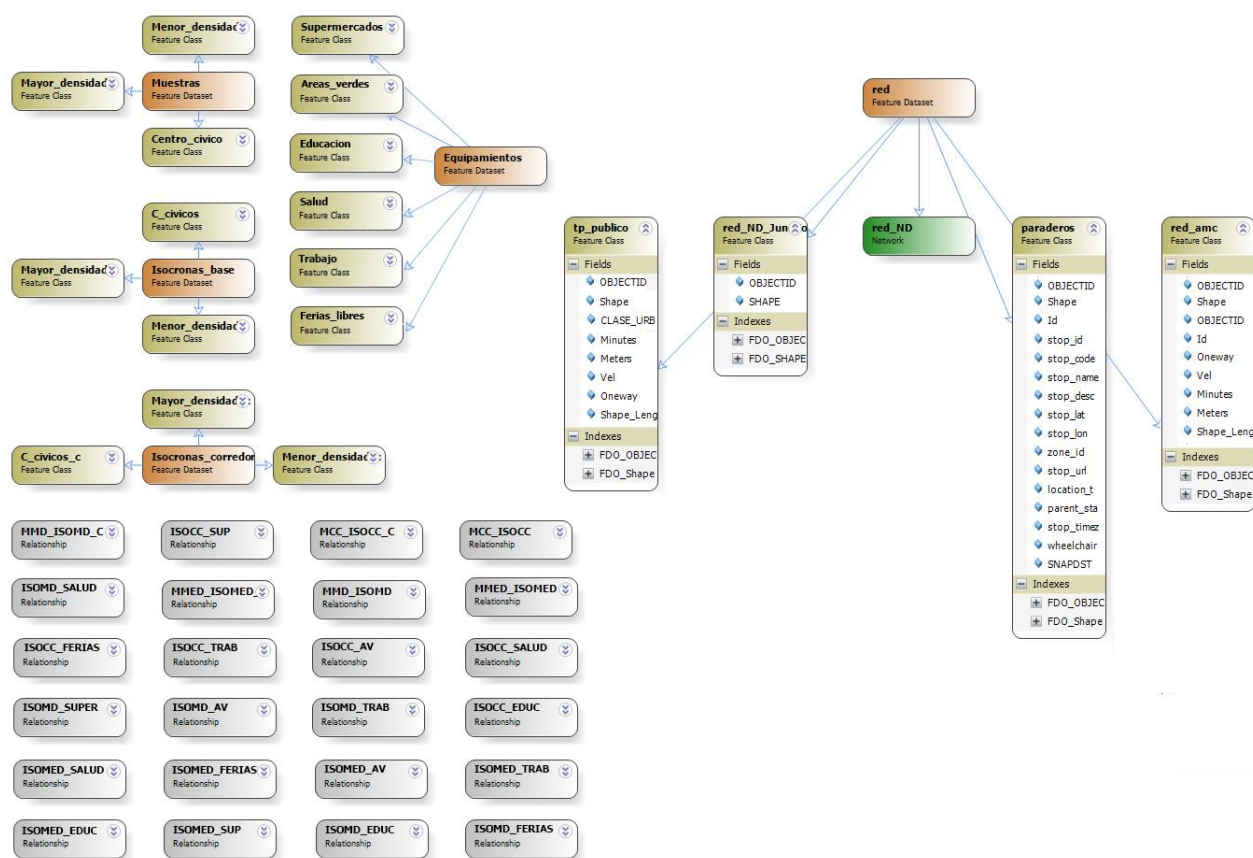 Menor_densidad
Feature Class
Mayor_densidad
Feature Class
Muestras
Feature Dataset
Centro_civico
Feature Class
C_civicos
Feature Class
Mayor_densidad
Feature Class
Isocronas_base
Feature Dataset
Menor_densidad
Feature Class
Mayor_densidad
Feature Class
C_civicos_c
Feature Class
Isocronas_corredor
Feature Dataset
Menor_densidad
Feature Class
Supermercados
Feature Class
Areas_verdes
Feature Class
Educacion
Feature Class
Salud
Feature Class
Trabajo
Feature Class
Ferias_libres
Feature Class
Equipamientos
Feature Dataset
red
Feature Dataset
tp_publico
Feature Class
Fields
OBJECTID
Shape
CLASE_URB
Minutes
Meters
Vel
Oneway
Shape_Leng
Indexes
FDO_OBJEC
FDO_Shape
red_ND_Junctio
Feature Class
Fields
OBJECTID
SHAPE
Indexes
FDO_OBJEC
FDO_SHAPE
red_ND
Network
paraderos
Feature Class
Fields
OBJECTID
Shape
Id
stop_id
stop_code
stop_name
stop_desc
stop_lat
stop_lon
zone_id
stop_url
location_t
parent_sta
stop_timez
wheelchair
SNAPDST
Indexes
FDO_OBJEC
FDO_Shape
red_amc
Feature Class
Fields
OBJECTID
Shape
OBJECTID
Id
Oneway
Vel
Minutes
Meters
Shape_Leng
Indexes
FDO_OBJEC
FDO_Shape
MMD_ISOMD_C
Relationship
ISOCC_SUP
Relationship
MCC_ISOCC_C
Relationship
MCC_ISOCC
Relationship
ISOMD_SALUD
Relationship
MMED_ISOMED_
Relationship
MMD_ISOMD
Relationship
MMED_ISOMED
Relationship
ISOCC_FERIAS
Relationship
ISOCC_TRAB
Relationship
ISOCC_AV
Relationship
ISOCC_SALUD
Relationship
ISOMD_SUPER
Relationship
ISOMD_AV
Relationship
ISOMD_TRAB
Relationship
ISOCC_EDUC
Relationship
ISOMED_SALUD
Relationship
ISOMED_FERIAS
Relationship
ISOMED_AV
Relationship
ISOMED_TRAB
Relationship
ISOMED_EDUC
Relationship
ISOMED_SUP
Relationship
ISOMD_EDUC
Relationship
ISOMD_FERIAS
Relationship